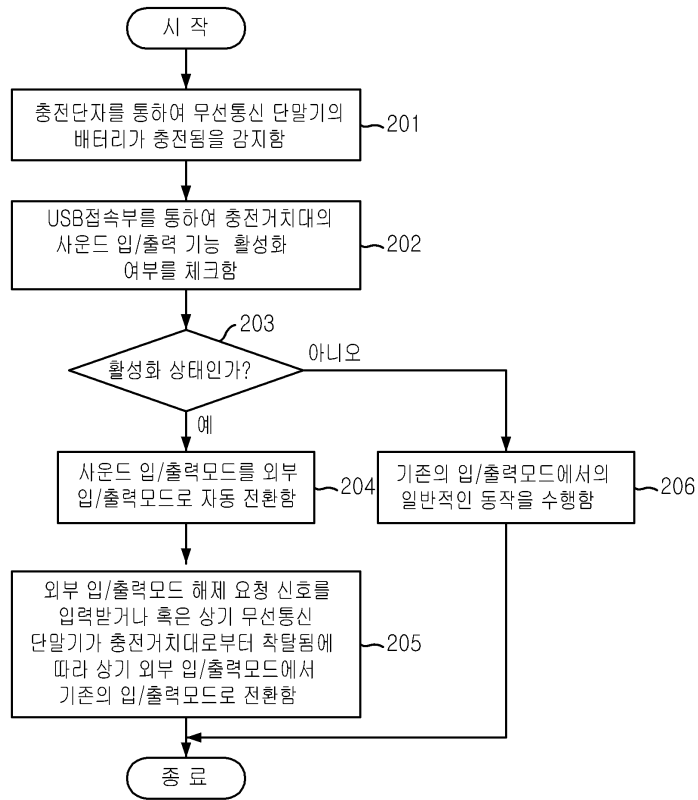 시 작
충전단자를 통하여 무선통신 단말기의
배터리가 충전됨을 감지함
201
USB접속부를 통하여 충전거치대의
사운드 입/출력 기능 활성화
여부를 체크함
202
203
활성화 상태인가?
아니오
예
사운드 입/출력모드를 외부
입/출력모드로 자동 전환함
204
기존의 입/출력모드에서의
일반적인 동작을 수행함
206
외부 입/출력모드 해제 요청 신호를
입력받거나 혹은 상기 무선통신
단말기가 충전거치대로부터 착탈됨에
따라 상기 외부 입/출력모드에서
기존의 입/출력모드로 전환함
205
종 료